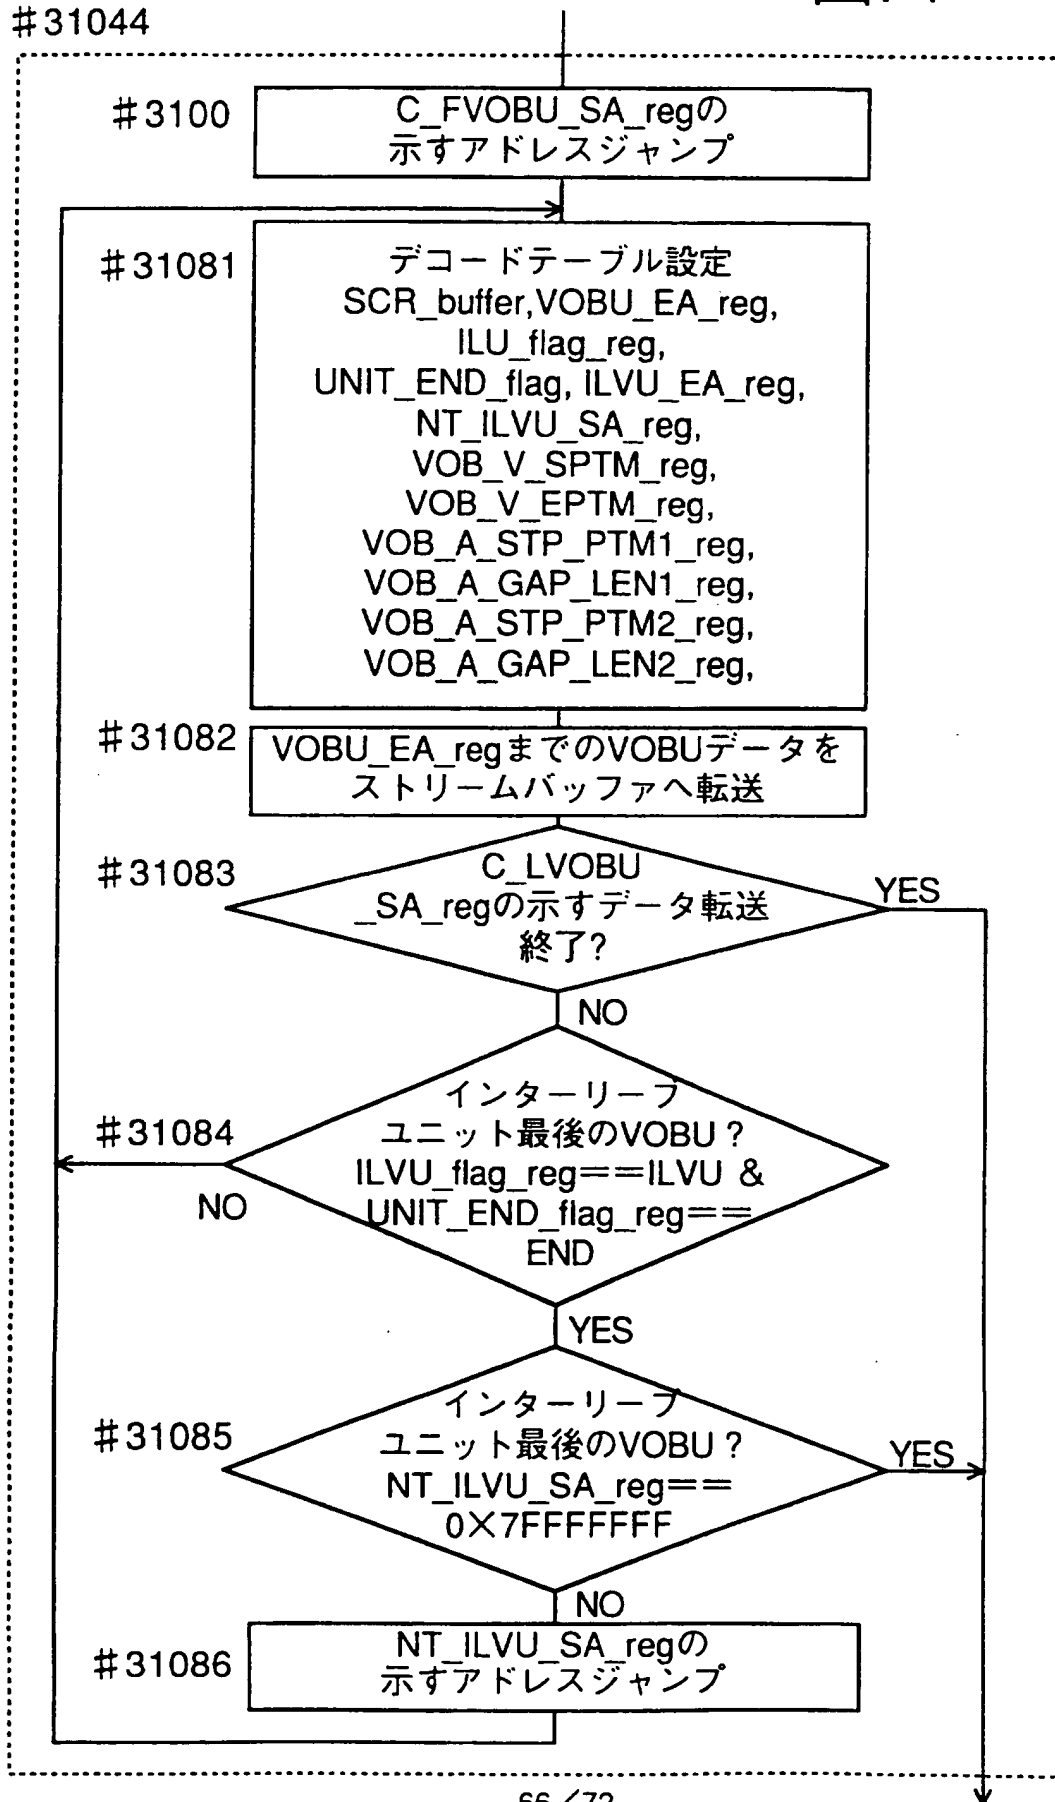 #31044
#3100
C_FVOBU_SA_regの
示すアドレスジャンプ
#31081
デコードテーブル設定
SCR_buffer,VOBU_EA_reg,
ILU_flag_reg,
UNIT_END_flag, ILVU_EA_reg,
NT_ILVU_SA_reg,
VOB_V_SPTM_reg,
VOB_V_EPTM_reg,
VOB_A_STP_PTM1_reg,
VOB_A_GAP_LEN1_reg,
VOB_A_STP_PTM2_reg,
VOB_A_GAP_LEN2_reg,
#31082
VOBU_EA_regまでのVOBUデータを
ストリームバッファへ転送
#31083
C_LVOBU
_SA_regの示すデータ転送
終了?
YES
NO
#31084
インターリーブ
ユニット最後のVOBU?
ILVU_flag_reg==ILVU &
UNIT_END_flag_reg==
END
NO
YES
#31085
インターリーブ
ユニット最後のVOBU?
NT_ILVU_SA_reg==
0×7FFFFFFF
YES
NO
#31086
NT_ILVU_SA_regの
示すアドレスジャンプ
66/72